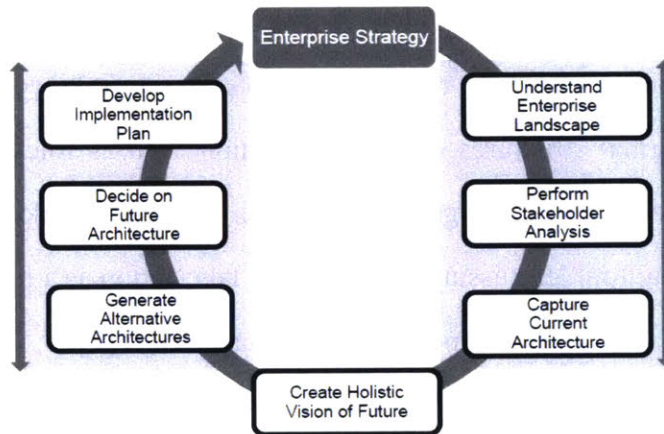 Enterprise Strategy
Understand
Enterprise
Landscape
Perform
Stakeholder
Analysis
Capture
Current
Architecture
Create Holistic
Vision of Future
Generate
Alternative
Architectures
Decide on
Future
Architecture
Develop
Implementation
Plan